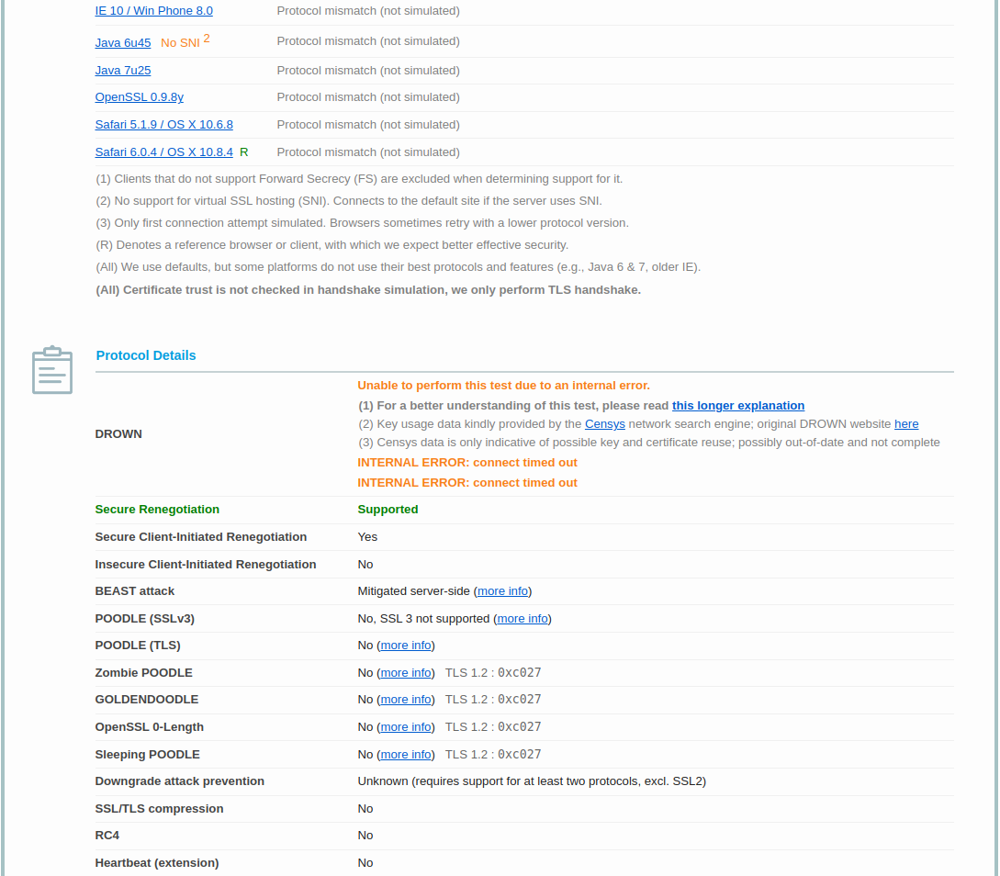 IE 10 / Win Phone 8.0 Protocol mismatch (not simulated)
Java 6u45 No SNI 2 Protocol mismatch (not simulated)
Java 7u25 Protocol mismatch (not simulated)
OpenSSL 0.9.8y Protocol mismatch (not simulated)
Safari 5.1.9 / OS X 10.6.8 Protocol mismatch (not simulated)
Safari 6.0.4 / OS X 10.8.4 R Protocol mismatch (not simulated)
(1) Clients that do not support Forward Secrecy (FS) are excluded when determining support for it.
(2) No support for virtual SSL hosting (SNI). Connects to the default site if the server uses SNI.
(3) Only first connection attempt simulated. Browsers sometimes retry with a lower protocol version.
(R) Denotes a reference browser or client, with which we expect better effective security.
(All) We use defaults, but some platforms do not use their best protocols and features (e.g., Java 6 & 7, older IE).
(All) Certificate trust is not checked in handshake simulation, we only perform TLS handshake.
Protocol Details
DROWN
Unable to perform this test due to an internal error.
(1) For a better understanding of this test, please read this longer explanation
(2) Key usage data kindly provided by the Censys network search engine; original DROWN website here
(3) Censys data is only indicative of possible key and certificate reuse; possibly out-of-date and not complete
INTERNAL ERROR: connect timed out
INTERNAL ERROR: connect timed out
Secure Renegotiation Supported
Secure Client-Initiated Renegotiation Yes
Insecure Client-Initiated Renegotiation No
BEAST attack Mitigated server-side (more info)
POODLE (SSLv3) No, SSL 3 not supported (more info)
POODLE (TLS) No (more info)
Zombie POODLE No (more info) TLS 1.2 : 0xc027
GOLDENDOODLE No (more info) TLS 1.2 : 0xc027
OpenSSL 0-Length No (more info) TLS 1.2 : 0xc027
Sleeping POODLE No (more info) TLS 1.2 : 0xc027
Downgrade attack prevention Unknown (requires support for at least two protocols, excl. SSL2)
SSL/TLS compression No
RC4 No
Heartbeat (extension) No